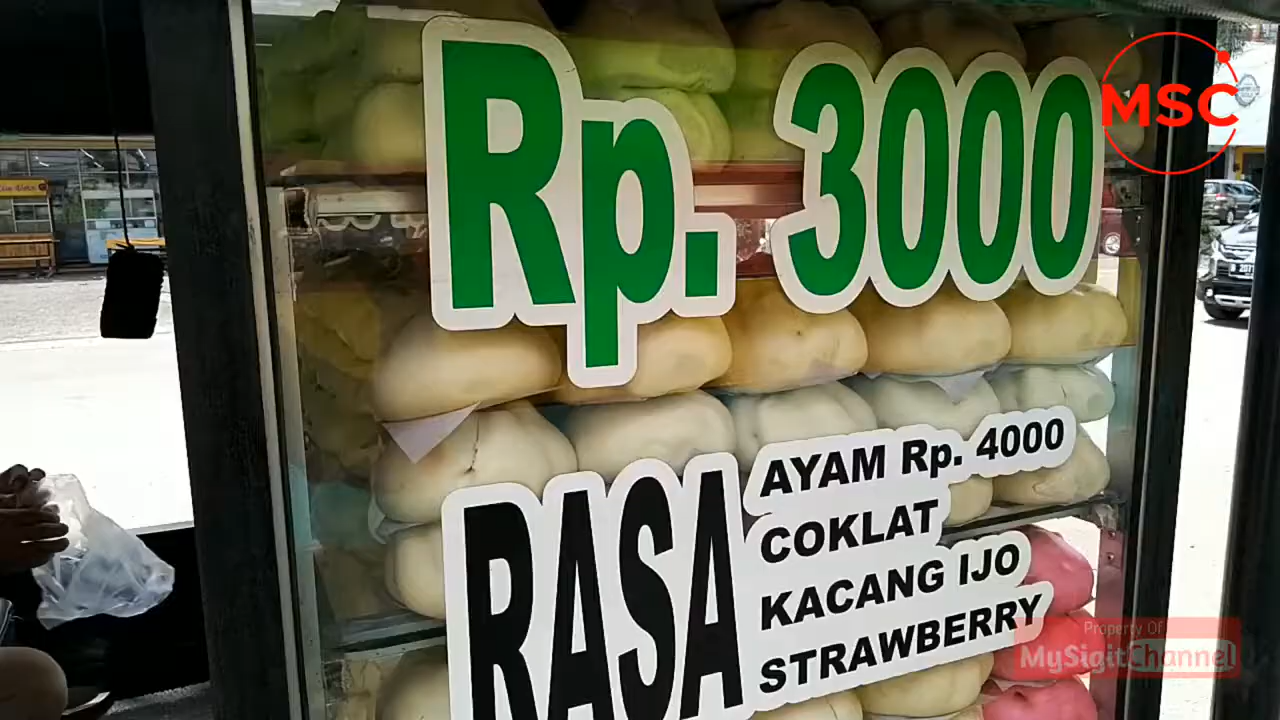 Rp. 3000
MSC
RASA
AYAM Rp. 4000
COKLAT
KACANG IJO
STRAWBERRY
Property Of
MySigitChannel